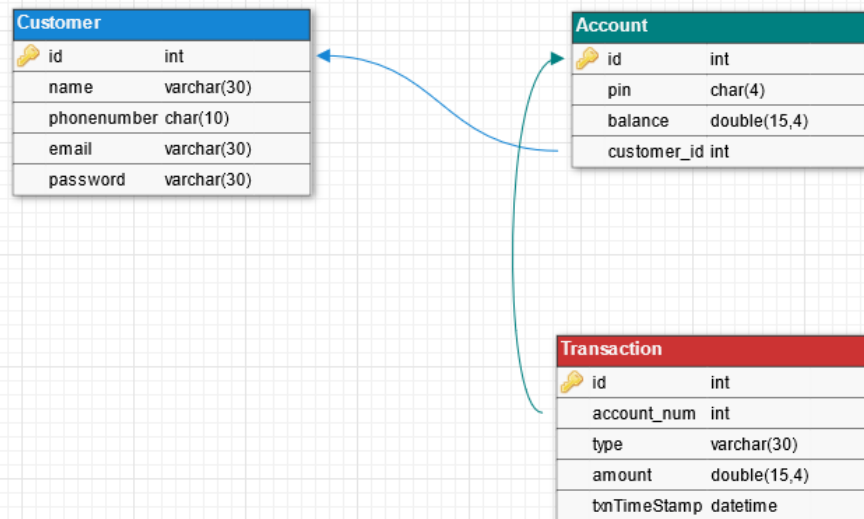 Customer
id int
name varchar(30)
phonenumber char(10)
email varchar(30)
password varchar(30)
Account
id int
pin char(4)
balance double(15,4)
customer_id int
Transaction
id int
account_num int
type varchar(30)
amount double(15,4)
txnTimeStamp datetime